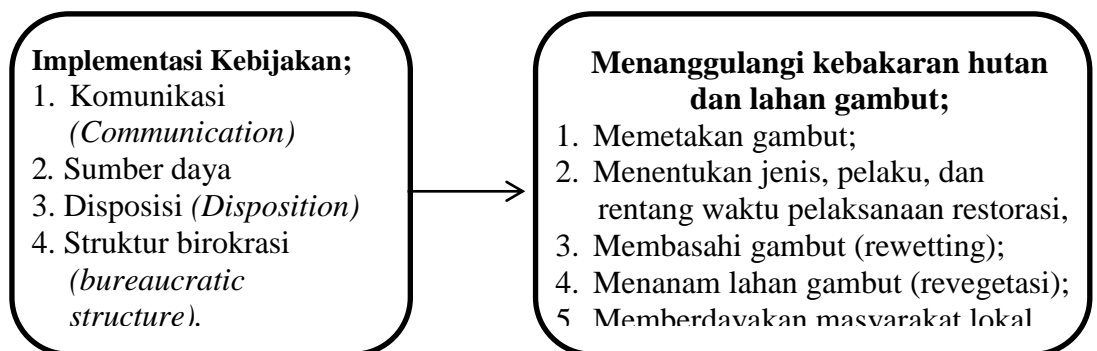 Implementasi Kebijakan;
1. Komunikasi
(Communication)
2. Sumber daya
3. Disposisi (Disposition)
4. Struktur birokrasi
(bureaucratic
structure).
Menanggulangi kebakaran hutan
dan lahan gambut;
1. Memetakan gambut;
2. Menentukan jenis, pelaku, dan
rentang waktu pelaksanaan restorasi,
3. Membasahi gambut (rewetting);
4. Menanam lahan gambut (revegetasi);
5. Memberdayakan masyarakat lokal